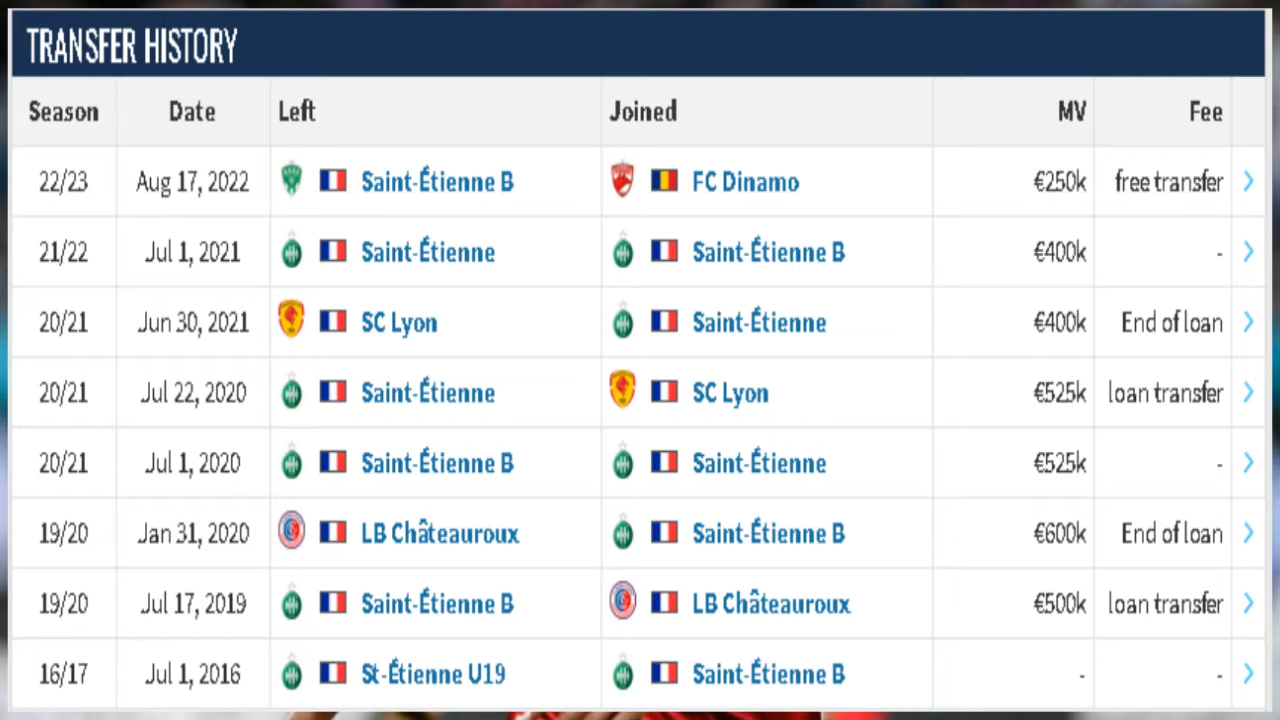 TRANSFER HISTORY
Season Date Left Joined MV Fee
22/23 Aug 17, 2022 Saint-Étienne B FC Dinamo €250k free transfer
21/22 Jul 1, 2021 Saint-Étienne Saint-Étienne B €400k -
20/21 Jun 30, 2021 SC Lyon Saint-Étienne €400k End of loan
20/21 Jul 22, 2020 Saint-Étienne SC Lyon €525k loan transfer
20/21 Jul 1, 2020 Saint-Étienne B Saint-Étienne €525k -
19/20 Jan 31, 2020 LB Châteauroux Saint-Étienne B €600k End of loan
19/20 Jul 17, 2019 Saint-Étienne B LB Châteauroux €500k loan transfer
16/17 Jul 1, 2016 St-Étienne U19 Saint-Étienne B - -